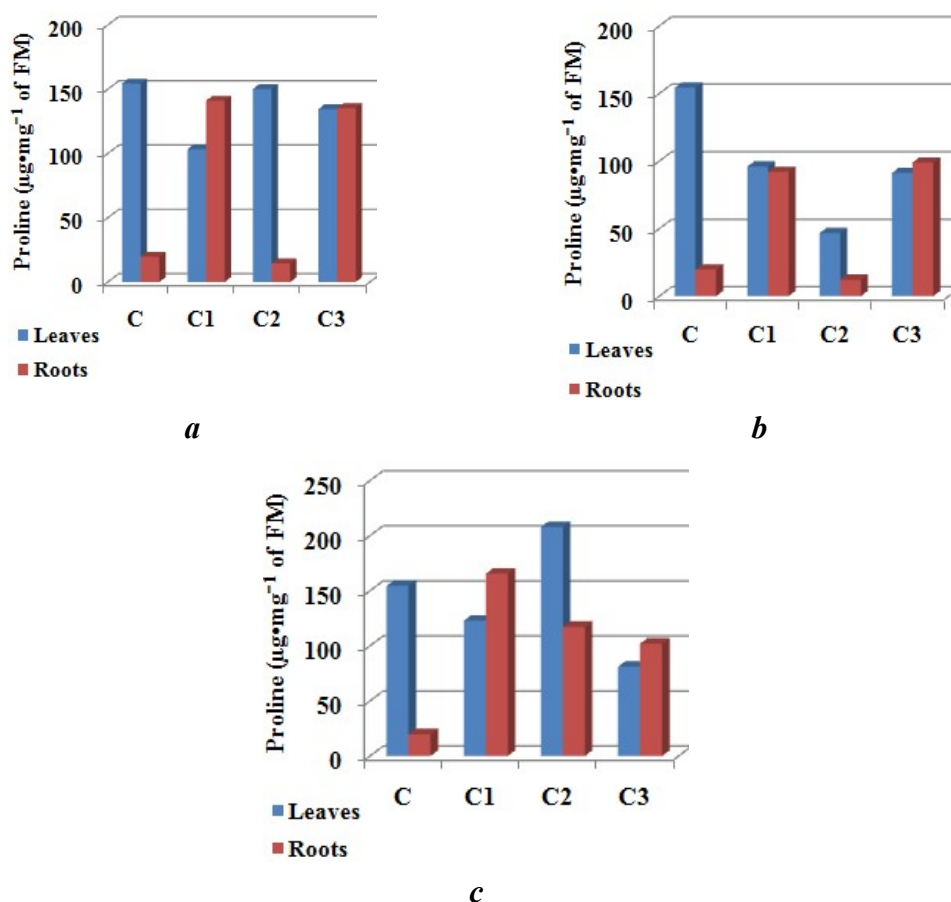 Proline (µg•mg⁻¹ of FM)
200
150
100
50
0
C C1 C2 C3
Leaves
Roots
a
Proline (µg•mg⁻¹ of FM)
200
150
100
50
0
C C1 C2 C3
Leaves
Roots
b
Proline (µg•mg⁻¹ of FM)
250
200
150
100
50
0
C C1 C2 C3
Leaves
Roots
c